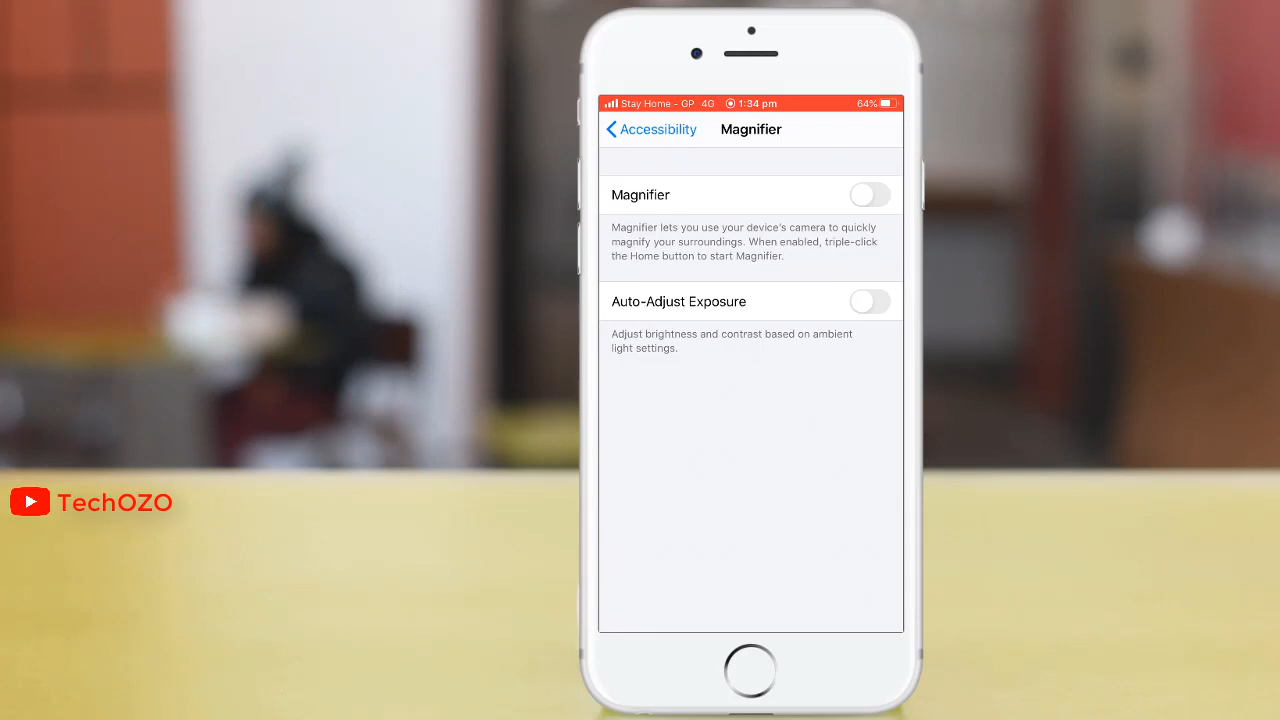 Stay Home - GP 4G 1:34 pm 64%
Accessibility Magnifier
Magnifier
Magnifier lets you use your device's camera to quickly
magnify your surroundings. When enabled, triple-click
the Home button to start Magnifier.
Auto-Adjust Exposure
Adjust brightness and contrast based on ambient
light settings.
TechOZO